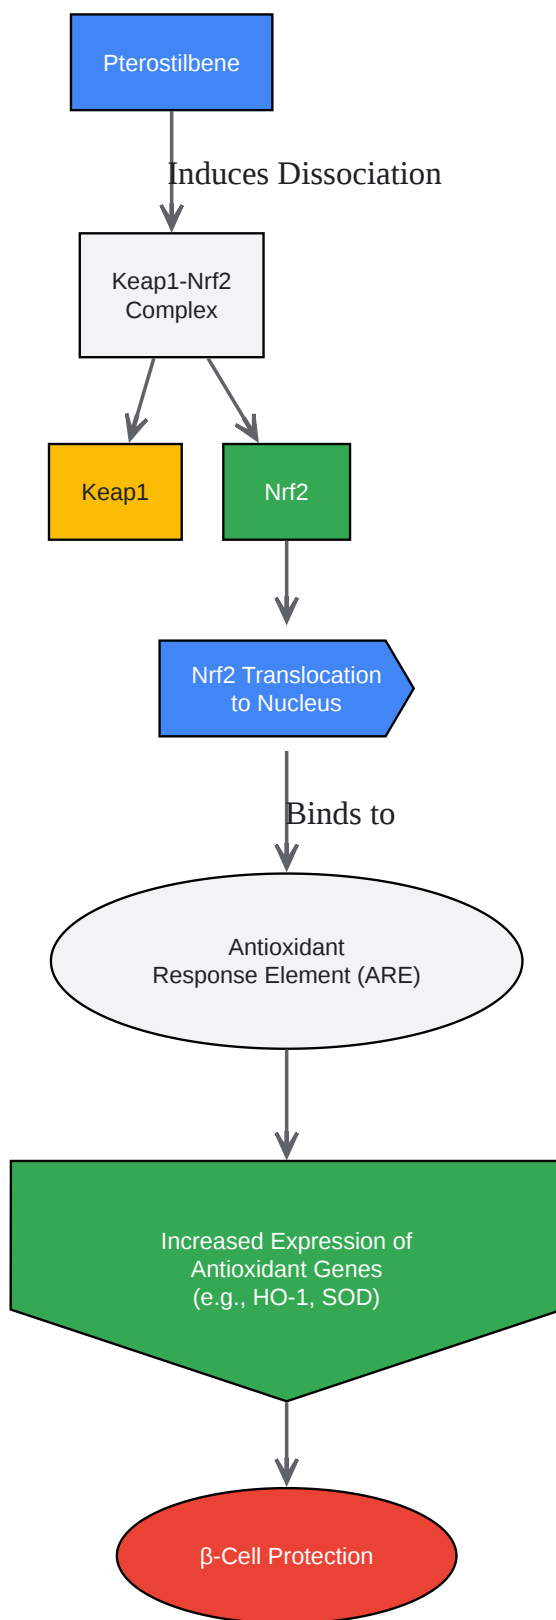 Pterostilbene
Induces Dissociation
Keap1-Nrf2
Complex
Keap1
Nrf2
Nrf2 Translocation
to Nucleus
Binds to
Antioxidant
Response Element (ARE)
Increased Expression of
Antioxidant Genes
(e.g., HO-1, SOD)
β-Cell Protection